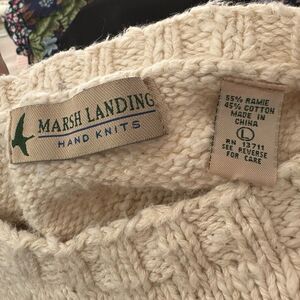 MARSH LANDING
HAND KNITS
55% RAMIE
45% COTTON
MADE IN
CHINA
L
RN 13711
SEE REVERSE
FOR CARE